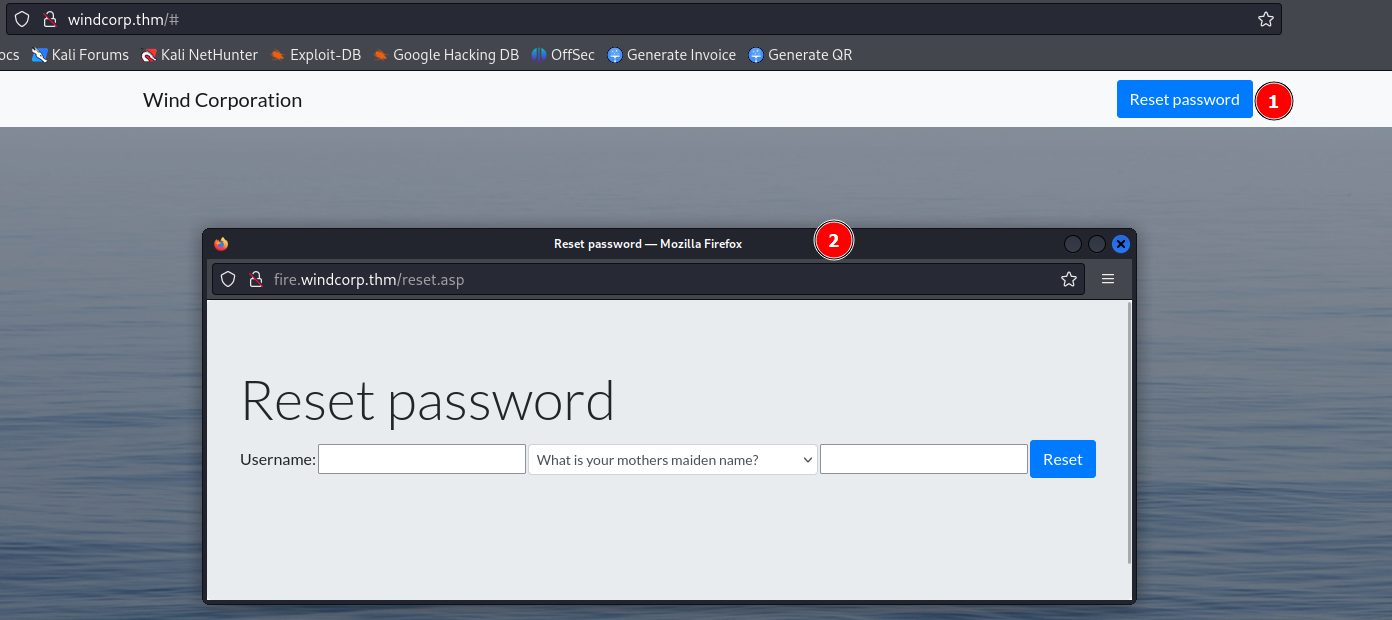 windcorp.thm/#
ocs Kali Forums Kali NetHunter Exploit-DB Google Hacking DB OffSec Generate Invoice Generate QR
Wind Corporation Reset password 1
Reset password — Mozilla Firefox 2
fire.windcorp.thm/reset.asp
Reset password
Username: What is your mothers maiden name? Reset